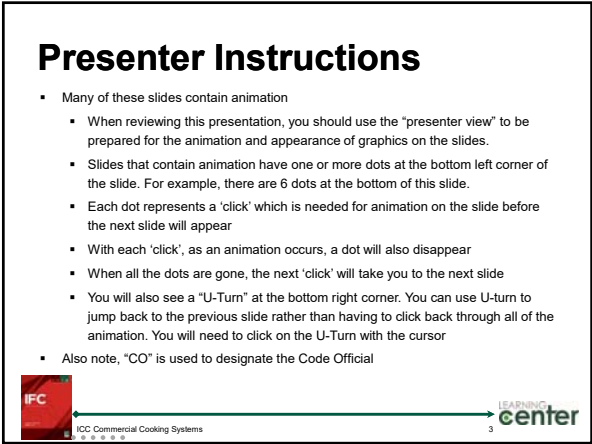 Presenter Instructions
▪ Many of these slides contain animation
▪ When reviewing this presentation, you should use the “presenter view” to be
prepared for the animation and appearance of graphics on the slides.
▪ Slides that contain animation have one or more dots at the bottom left corner of
the slide. For example, there are 6 dots at the bottom of this slide.
▪ Each dot represents a ‘click’ which is needed for animation on the slide before
the next slide will appear
▪ With each ‘click’, as an animation occurs, a dot will also disappear
▪ When all the dots are gone, the next ‘click’ will take you to the next slide
▪ You will also see a “U-Turn” at the bottom right corner. You can use U-turn to
jump back to the previous slide rather than having to click back through all of the
animation. You will need to click on the U-Turn with the cursor
▪ Also note, “CO” is used to designate the Code Official
IFC
ICC Commercial Cooking Systems
3
LEARNING
center